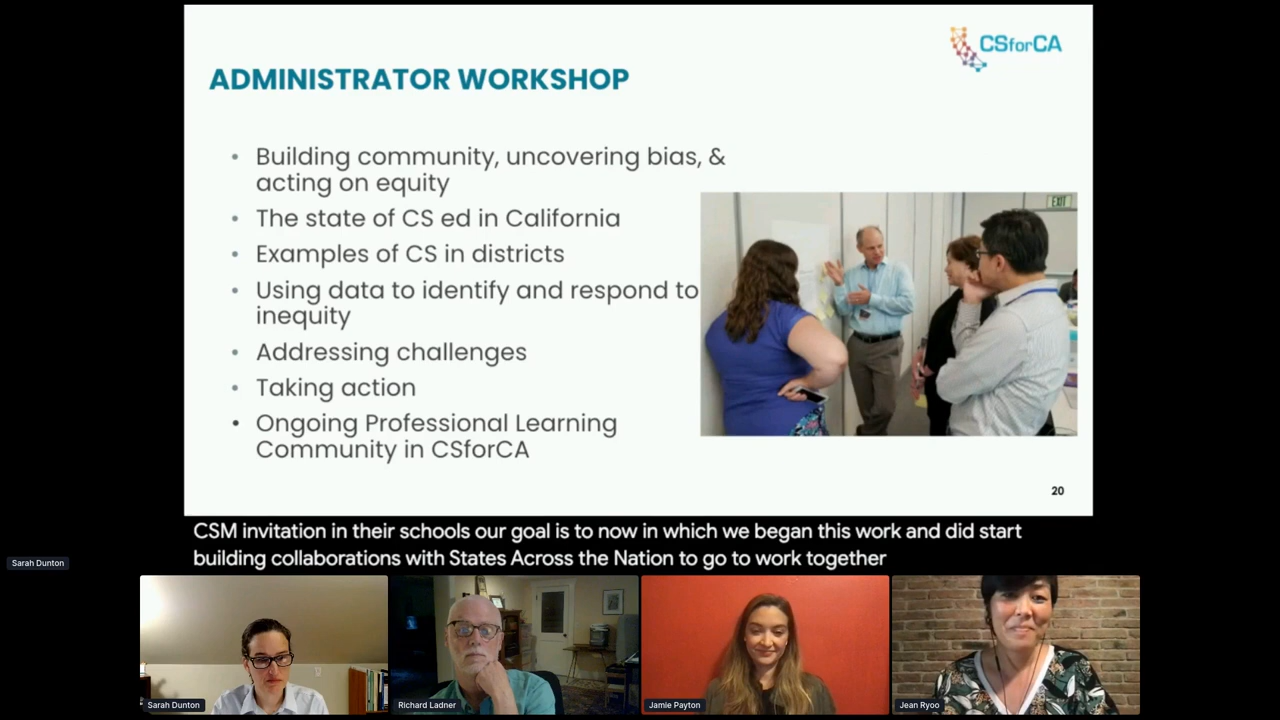 CSforCA
ADMINISTRATOR WORKSHOP
• Building community, uncovering bias, &
acting on equity
• The state of CS ed in California
• Examples of CS in districts
• Using data to identify and respond to
inequity
• Addressing challenges
• Taking action
• Ongoing Professional Learning
Community in CSforCA
EXIT
20
CSM invitation in their schools our goal is to now in which we began this work and did start
building collaborations with States Across the Nation to go to work together
Sarah Dunton
Sarah Dunton
Richard Ladner
Jamie Payton
Jean Ryoo